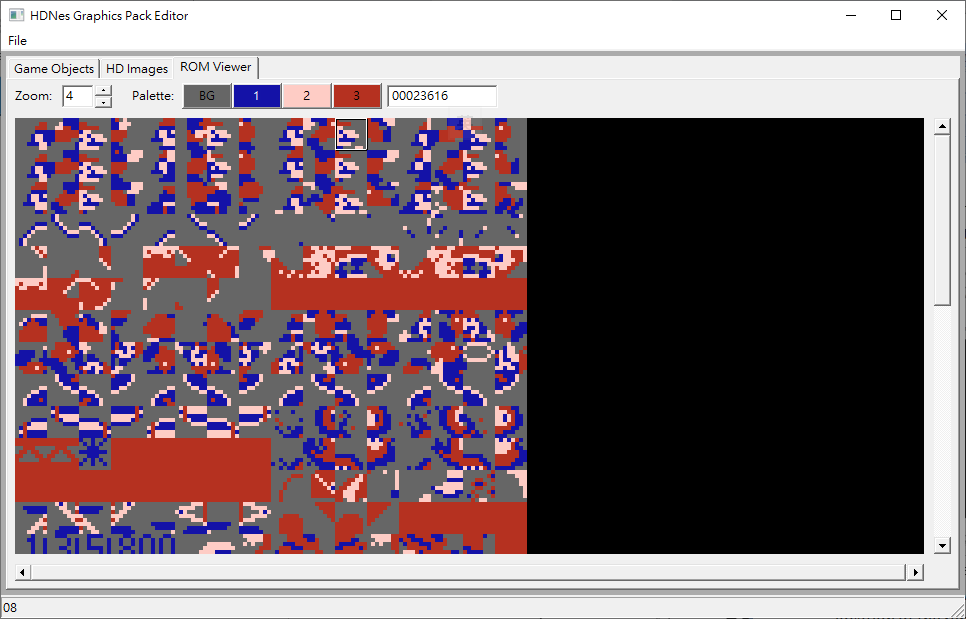 HDNes Graphics Pack Editor
File
Game Objects HD Images ROM Viewer
Zoom: 4 Palette: BG 1 2 3 00023616
08